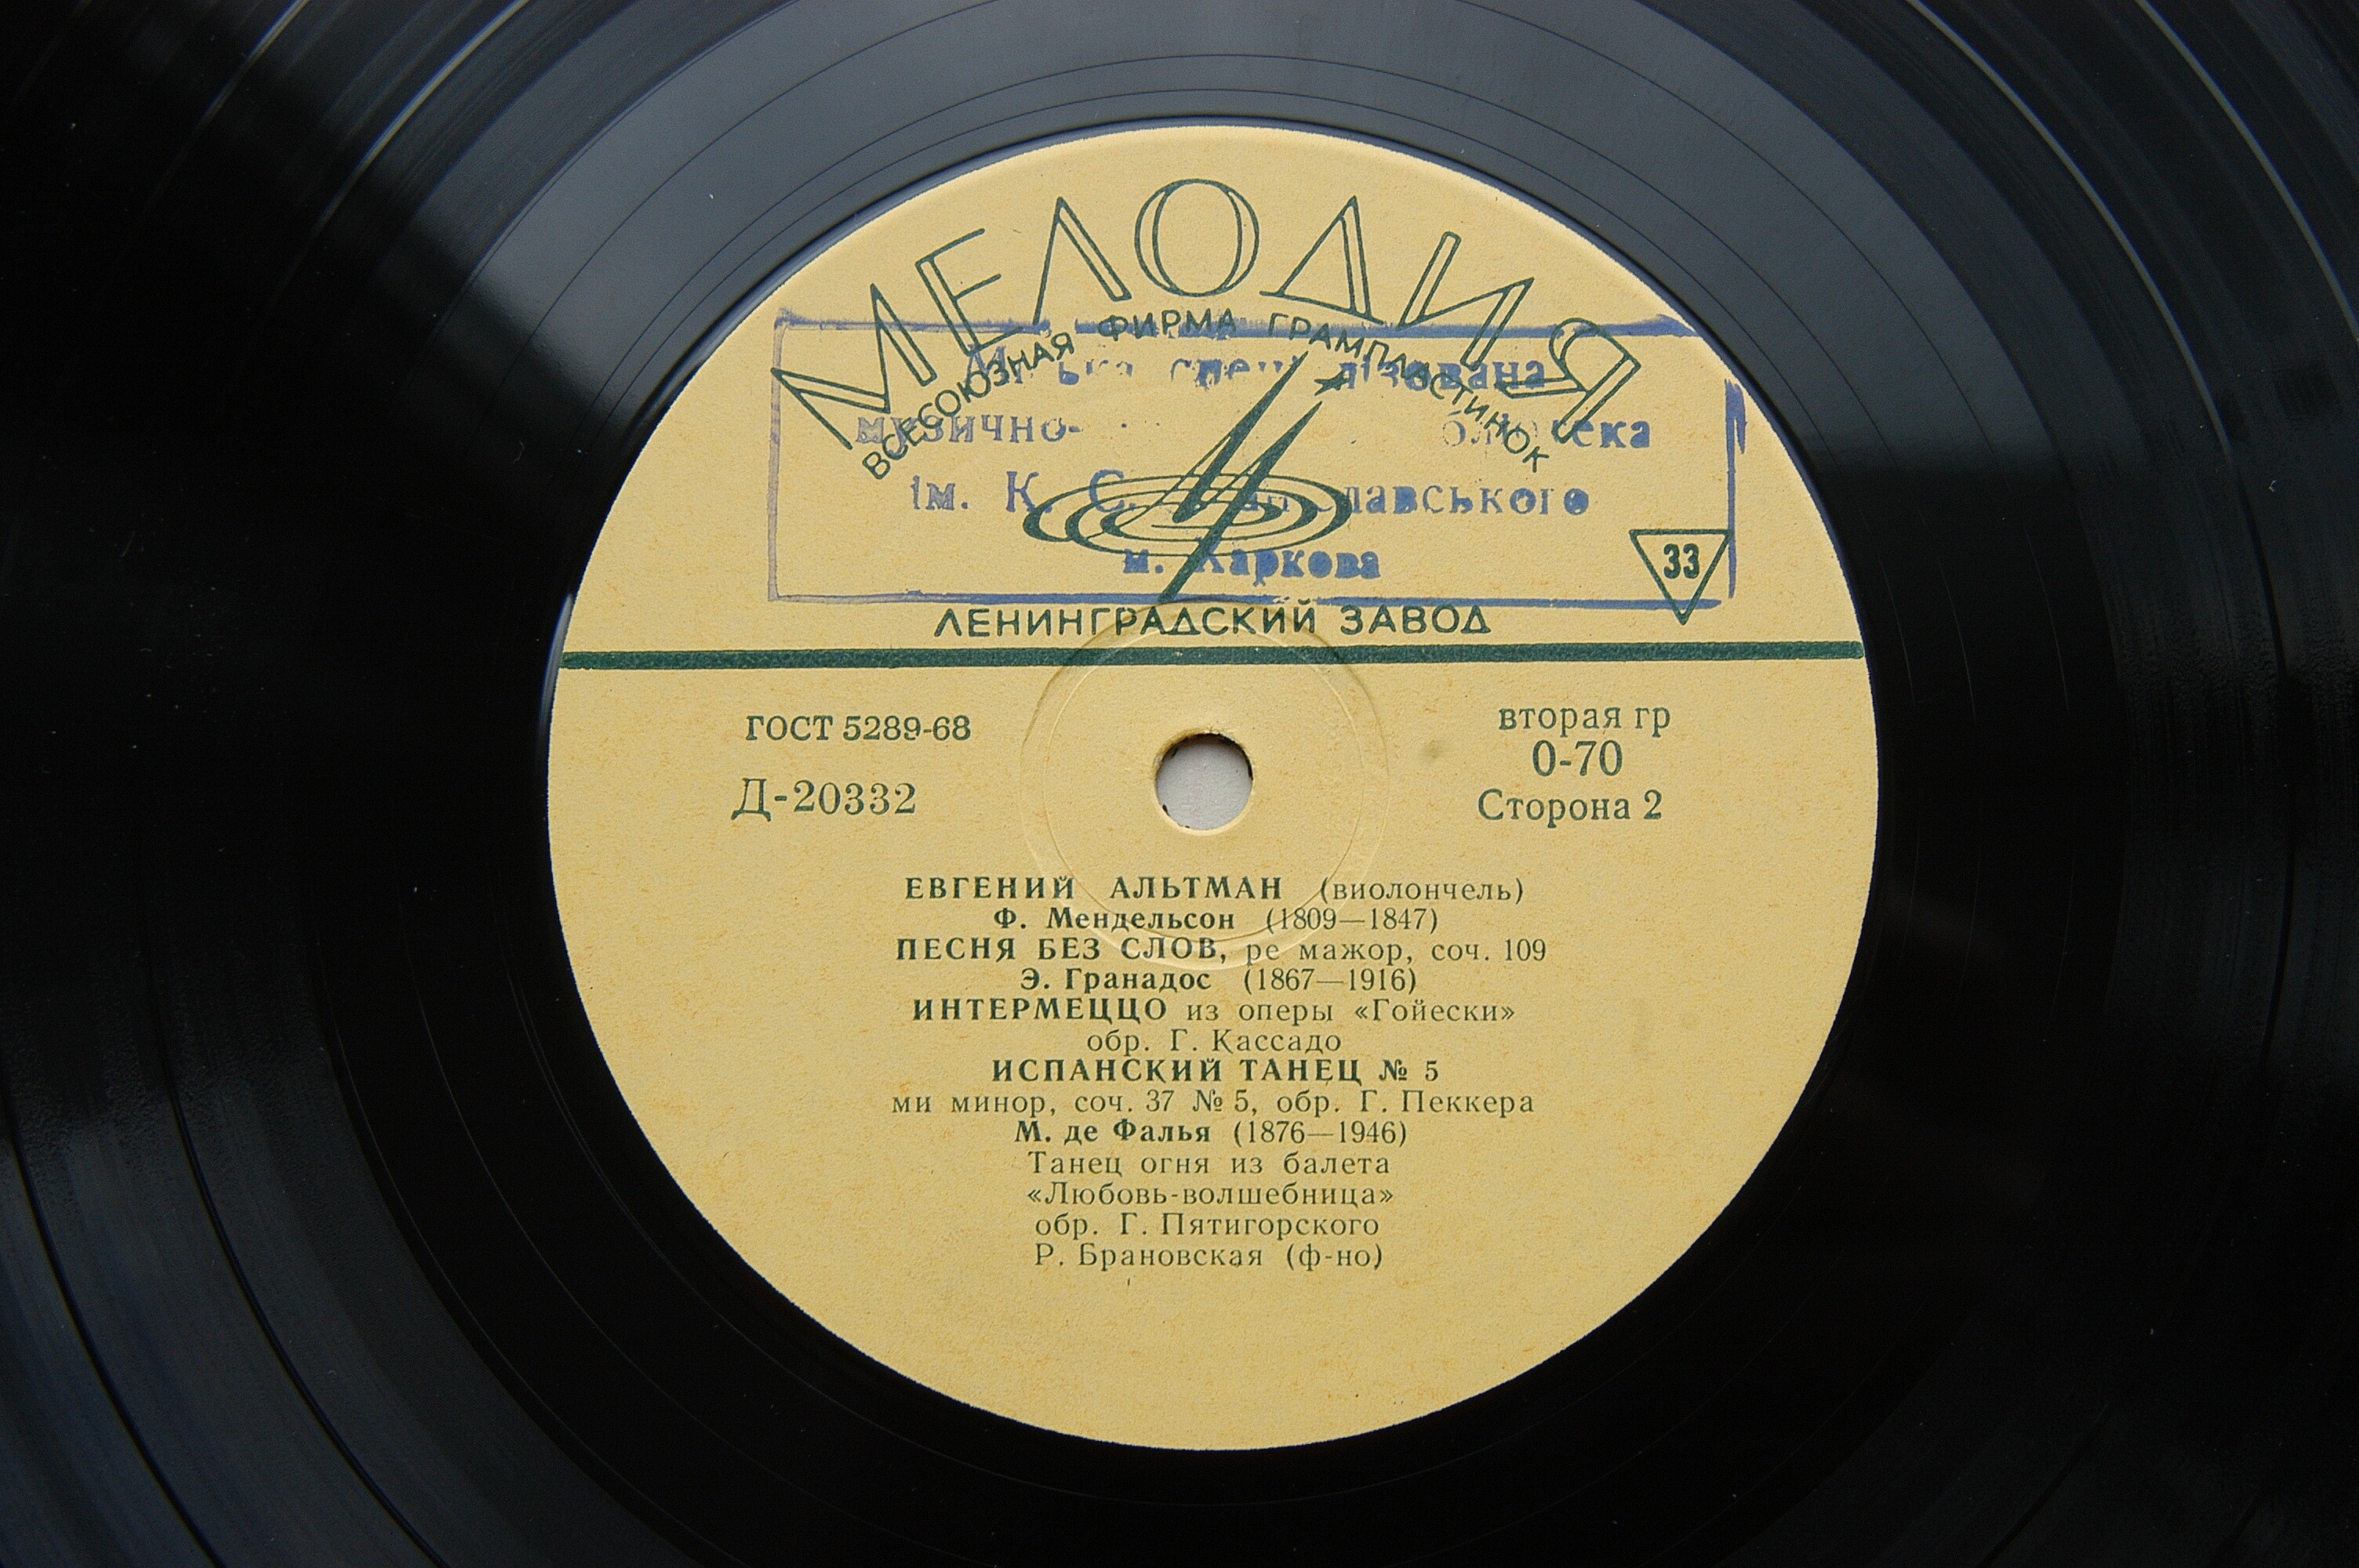 МЕЛОДИЯ
ВСЕСОЮЗНАЯ ФИРМА ГРАМПЛАСТИНОК
музично-
ім. К. С.
м. Харкова
33
ЛЕНИНГРАДСКИЙ ЗАВОД
ГОСТ 5289-68
вторая гр
0-70
Д-20332
Сторона 2
ЕВГЕНИЙ АЛЬТМАН (виолончель)
Ф. Мендельсон (1809—1847)
ПЕСНЯ БЕЗ СЛОВ, ре мажор, соч. 109
Э. Гранадос (1867—1916)
ИНТЕРМЕЦЦО из оперы «Гойески»
обр. Г. Кассадо
ИСПАНСКИЙ ТАНЕЦ № 5
ми минор, соч. 37 № 5, обр. Г. Пеккера
М. де Фалья (1876—1946)
Танец огня из балета
«Любовь-волшебница»
обр. Г. Пятигорского
Р. Брановская (ф-но)